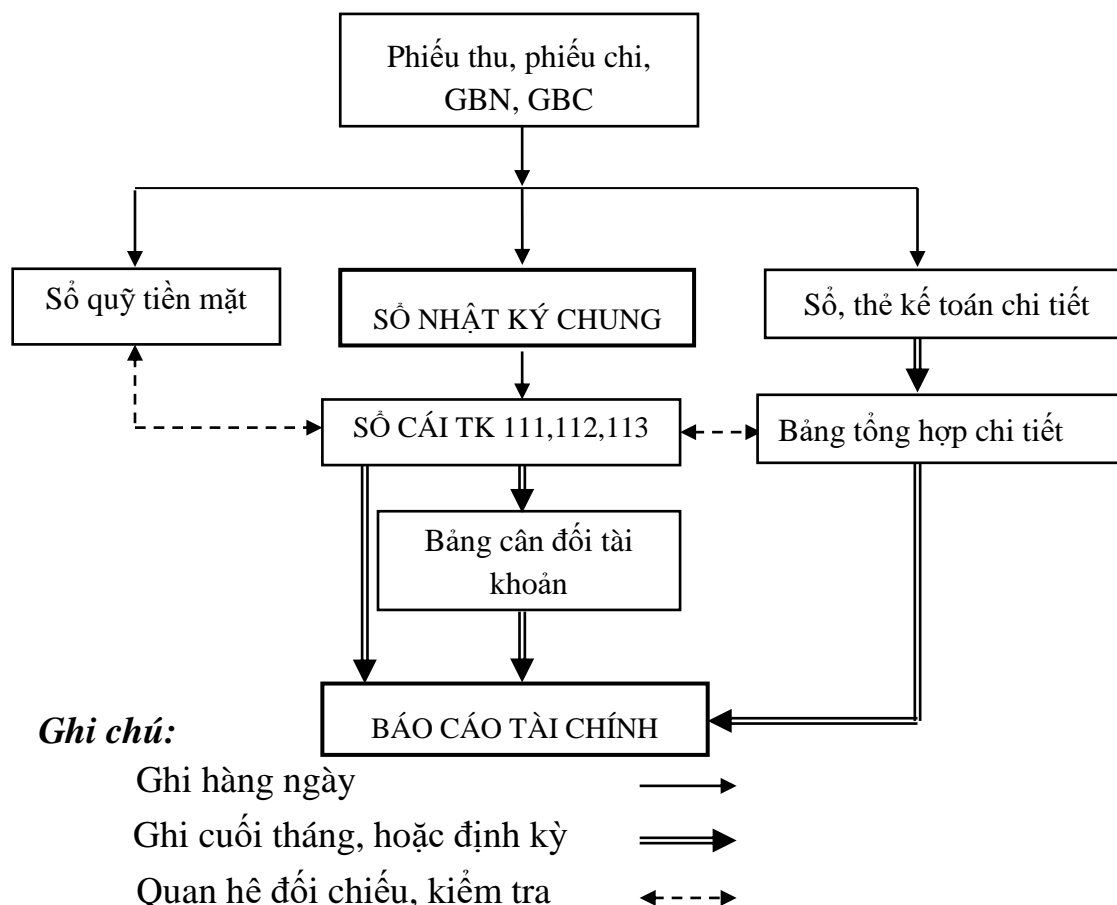 Phiếu thu, phiếu chi,
GBN, GBC
Sổ quỹ tiền mặt
SỔ NHẬT KÝ CHUNG
Sổ, thẻ kế toán chi tiết
SỔ CÁI TK 111,112,113
Bảng tổng hợp chi tiết
Bảng cân đối tài
khoản
BÁO CÁO TÀI CHÍNH
Ghi chú:
Ghi hàng ngày
Ghi cuối tháng, hoặc định kỳ
Quan hê đối chiếu, kiểm tra